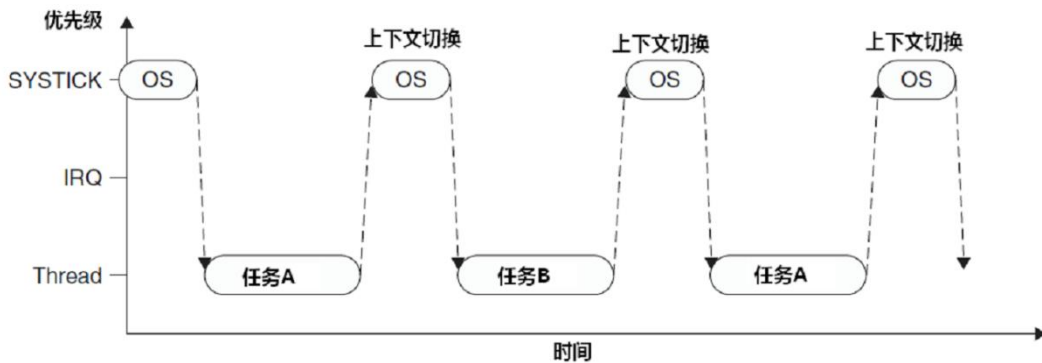 优先级
上下文切换 上下文切换 上下文切换
SYSTICK OS OS OS OS
IRQ
Thread 任务A 任务B 任务A
时间